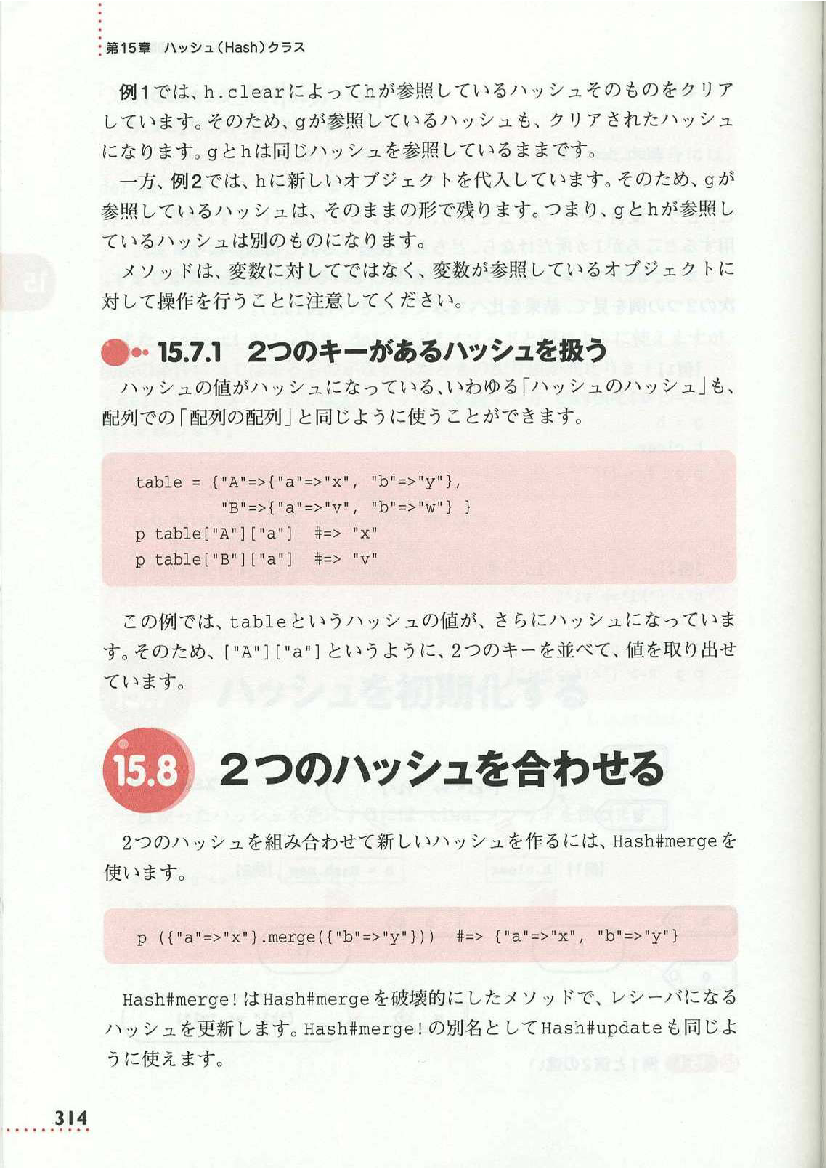 第15章 ハッシュ(Hash)クラス
例1では、h.clearによってhが参照しているハッシュそのものをクリア
しています。そのため、gが参照しているハッシュも、クリアされたハッシュ
になります。gとhは同じハッシュを参照しているままです。
一方、例2では、hに新しいオブジェクトを代入しています。そのため、gが
参照しているハッシュは、そのままの形で残ります。つまり、gとhが参照し
ているハッシュは別のものになります。
メソッドは、変数に対してではなく、変数が参照しているオブジェクトに
対して操作を行うことに注意してください。
15.7.1 2つのキーがあるハッシュを扱う
ハッシュの値がハッシュになっている、いわゆる「ハッシュのハッシュ」も、
配列での「配列の配列」と同じように使うことができます。
table = {"A"=>{"a"=>"x", "b"=>"y"},
"B"=>{"a"=>"v", "b"=>"w"} }
p table["A"]["a"] #=> "x"
p table["B"]["a"] #=> "v"
この例では、tableというハッシュの値が、さらにハッシュになっていま
す。そのため、["A"]["a"]というように、2つのキーを並べて、値を取り出せ
ています。
15.8 2つのハッシュを合わせる
2つのハッシュを組み合わせて新しいハッシュを作るには、Hash#mergeを
使います。
p ({"a"=>"x"}.merge({"b"=>"y"})) #=> {"a"=>"x", "b"=>"y"}
Hash#merge!はHash#mergeを破壊的にしたメソッドで、レシーバになる
ハッシュを更新します。Hash#merge!の別名としてHash#updateも同じよ
うに使えます。
314